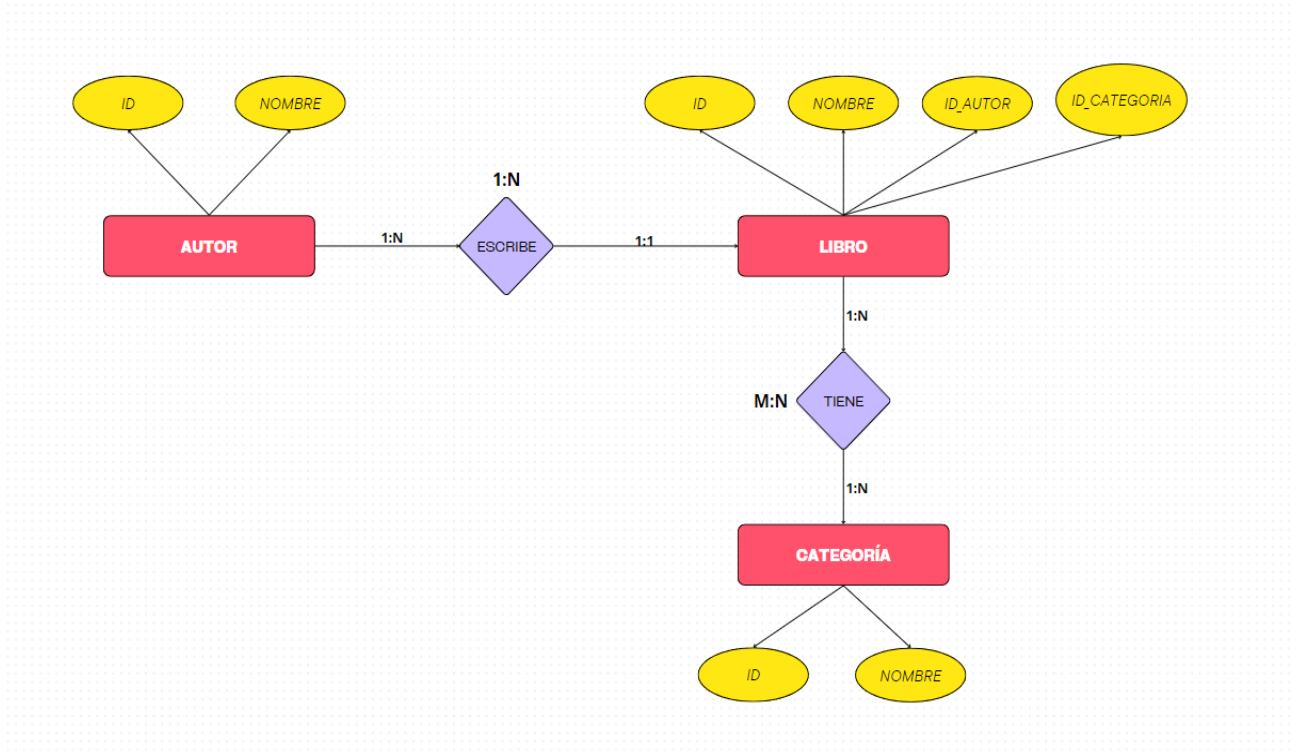 ID
NOMBRE
ID
NOMBRE
ID_AUTOR
ID_CATEGORIA
1:N
AUTOR
1:N
ESCRIBE
1:1
LIBRO
1:N
M:N
TIENE
1:N
CATEGORÍA
ID
NOMBRE